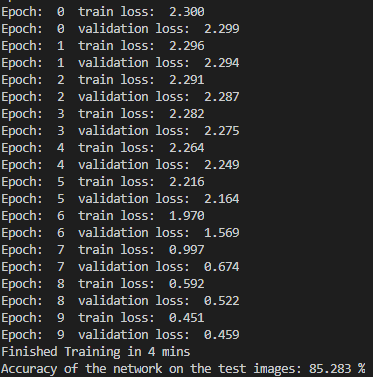 Epoch:  0  train loss:  2.300
Epoch:  0  validation loss:  2.299
Epoch:  1  train loss:  2.296
Epoch:  1  validation loss:  2.294
Epoch:  2  train loss:  2.291
Epoch:  2  validation loss:  2.287
Epoch:  3  train loss:  2.282
Epoch:  3  validation loss:  2.275
Epoch:  4  train loss:  2.264
Epoch:  4  validation loss:  2.249
Epoch:  5  train loss:  2.216
Epoch:  5  validation loss:  2.164
Epoch:  6  train loss:  1.970
Epoch:  6  validation loss:  1.569
Epoch:  7  train loss:  0.997
Epoch:  7  validation loss:  0.674
Epoch:  8  train loss:  0.592
Epoch:  8  validation loss:  0.522
Epoch:  9  train loss:  0.451
Epoch:  9  validation loss:  0.459
Finished Training in 4 mins
Accuracy of the network on the test images: 85.283 %